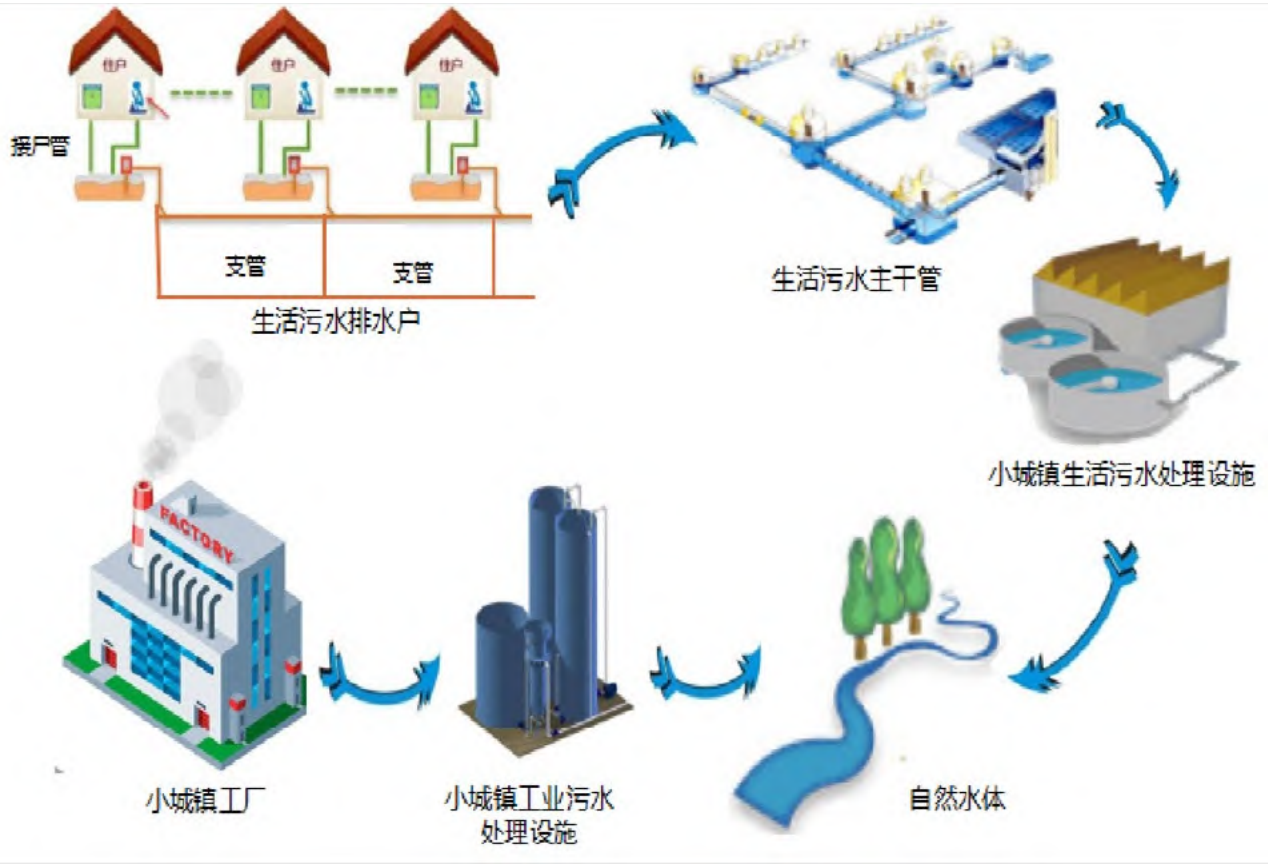 住户
住户
住户
接户管
支管
支管
生活污水排水户
生活污水主干管
小城镇生活污水处理设施
FACTORY
小城镇工厂
小城镇工业污水
处理设施
自然水体